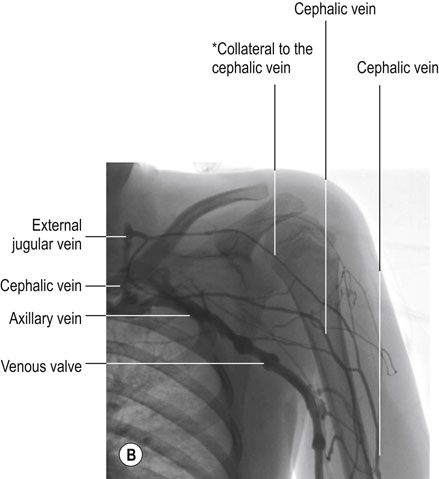 Cephalic vein
*Collateral to the
cephalic vein
Cephalic vein
External
jugular vein
Cephalic vein
Axillary vein
Venous valve
B